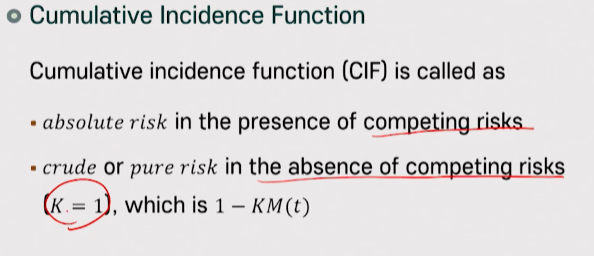 Cumulative Incidence Function
Cumulative incidence function (CIF) is called as
▪ absolute risk in the presence of competing risks
▪ crude or pure risk in the absence of competing risks
(K = 1), which is 1 − KM(t)